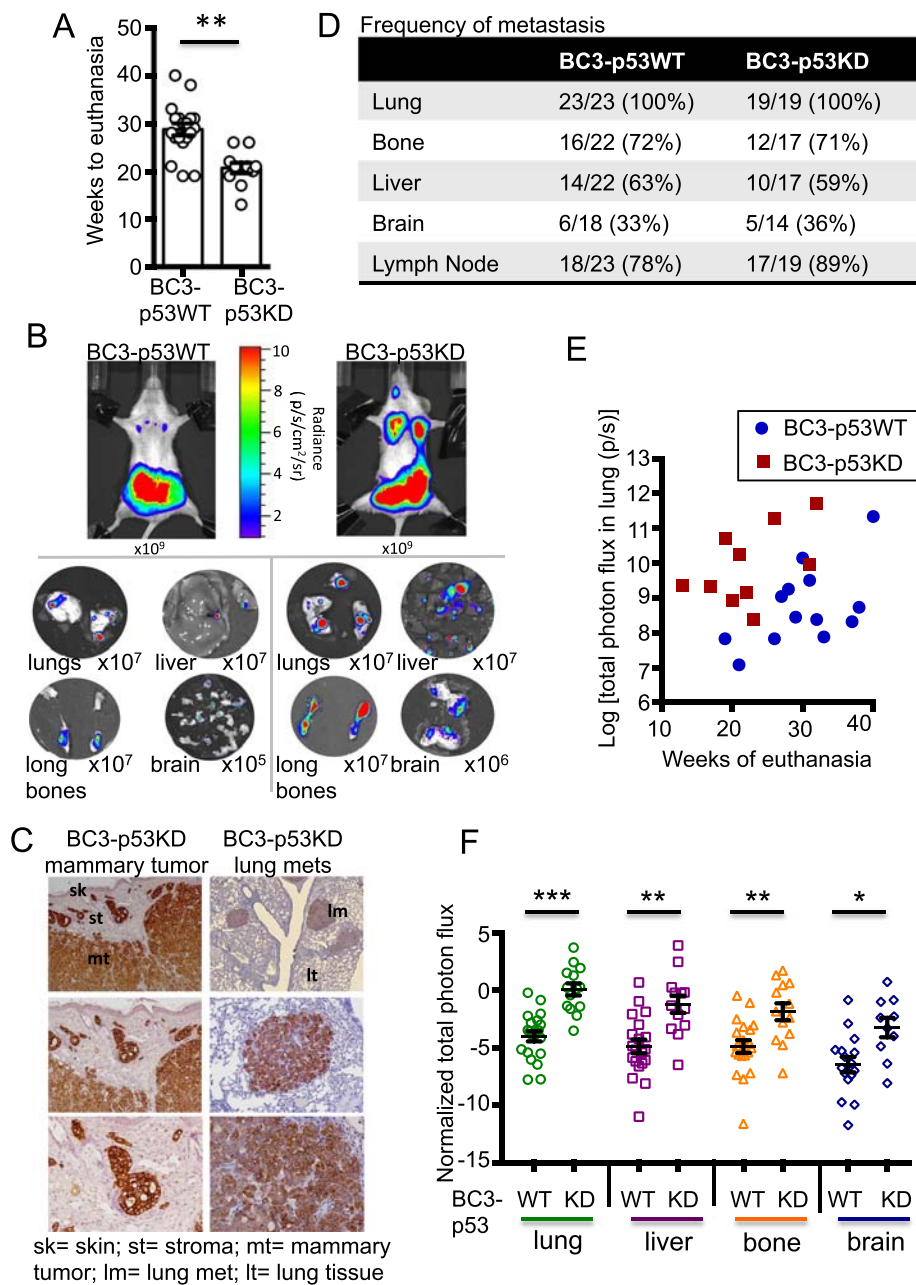 A
50
40
30
20
10
0
Weeks to euthanasia
**
BC3-
p53WT
BC3-
p53KD
D Frequency of metastasis
BC3-p53WT BC3-p53KD
Lung 23/23 (100%) 19/19 (100%)
Bone 16/22 (72%) 12/17 (71%)
Liver 14/22 (63%) 10/17 (59%)
Brain 6/18 (33%) 5/14 (36%)
Lymph Node 18/23 (78%) 17/19 (89%)
B
BC3-p53WT BC3-p53KD
10
8
6
4
2
Radiance
( p/s/cm²/sr)
x10⁹ x10⁹
lungs x10⁷ liver x10⁷ lungs x10⁷ liver x10⁷
long bones x10⁷ brain x10⁵ long bones x10⁷ brain x10⁶
E
BC3-p53WT
BC3-p53KD
Log [total photon flux in lung (p/s)]
13
12
11
10
9
8
7
6
10 20 30 40
Weeks of euthanasia
C
BC3-p53KD
mammary tumor
BC3-p53KD
lung mets
sk
st
mt
lm
lt
sk= skin; st= stroma; mt= mammary
tumor; lm= lung met; lt= lung tissue
F
*** ** ** *
Normalized total photon flux
5
0
-5
-10
-15
BC3-
p53
WT KD WT KD WT KD WT KD
lung liver bone brain